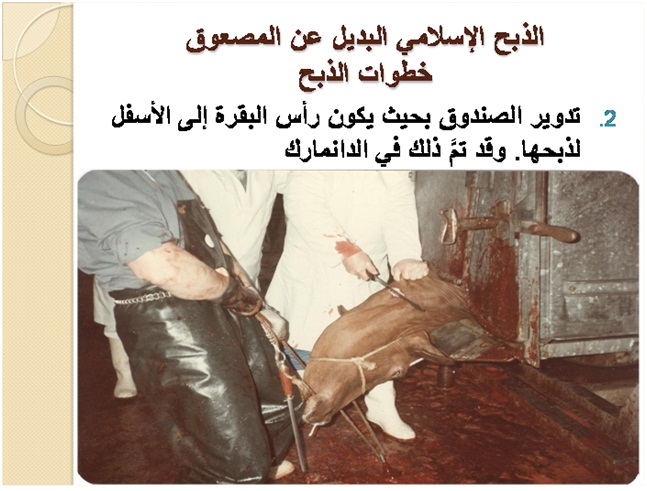 الذبح الإسلامي البديل عن المصعوق
خطوات الذبح
2. تدوير الصندوق بحيث يكون رأس البقرة إلى الأسفل
لذبحها. وقد تمَّ ذلك في الدانمارك